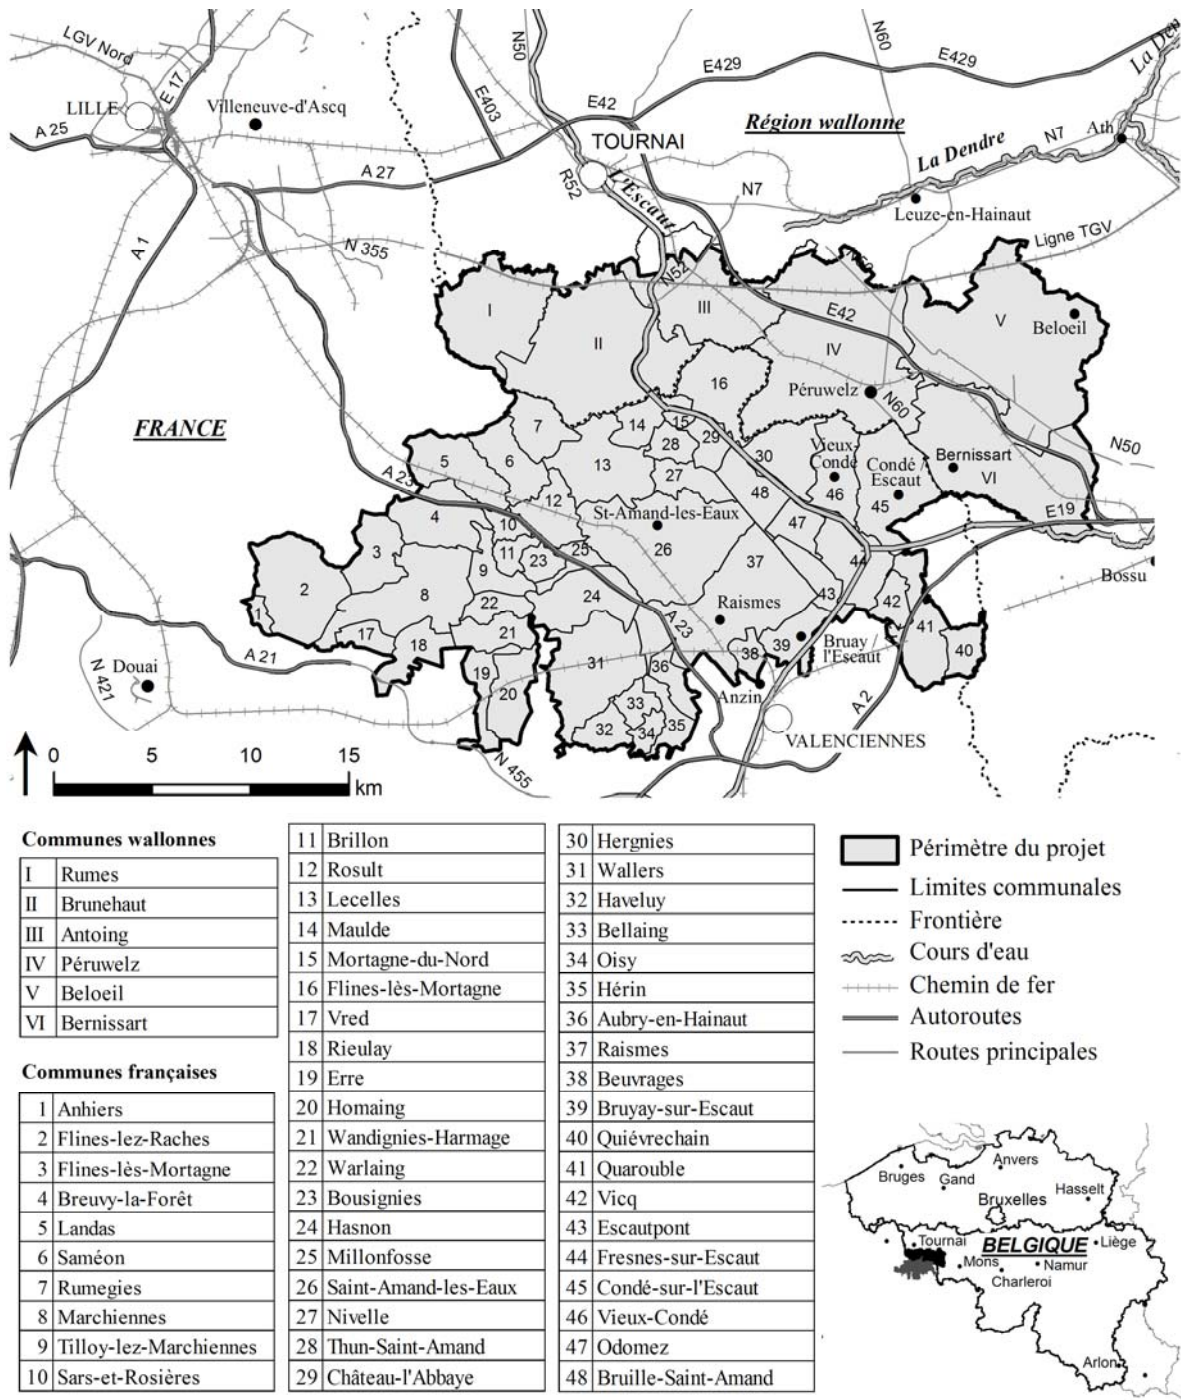 LGV Nord
E 17
N50
N60
La Den
LILLE
Villeneuve-d'Ascq
E403
E42
E429
E429
A 25
TOURNAI
Région wallonne
Ath
La Dendre
N7
A 27
R52
L'Escaut
N7
Leuze-en-Hainaut
A 1
N 355
Ligne TGV
N52
I
II
III
V
Beloeil
E42
IV
16
Péruwelz
N60
FRANCE
7
14
15
28
29
30
Vieux-
Condé
Condé /
Escaut
Bernissart
N50
VI
A 23
5
6
13
27
48
46
45
12
St-Amand-les-Eaux
47
E19
4
10
3
11
23
25
26
44
9
37
Bossu
2
8
22
24
43
42
1
Raismes
17
18
21
A 23
41
39
Bruay /
l'Escaut
40
Douai
N 421
A 21
19
20
31
36
38
Anzin
A 2
33
32
34
35
VALENCIENNES
N 455
0 5 10 15
km
Communes wallonnes
I Rumes
II Brunehaut
III Antoing
IV Péruwelz
V Beloeil
VI Bernissart
Communes françaises
1 Anhiers
2 Flines-lez-Raches
3 Flines-lès-Mortagne
4 Breuvy-la-Forêt
5 Landas
6 Saméon
7 Rumegies
8 Marchiennes
9 Tilloy-lez-Marchiennes
10 Sars-et-Rosières
11 Brillon
12 Rosult
13 Lecelles
14 Maulde
15 Mortagne-du-Nord
16 Flines-lès-Mortagne
17 Vred
18 Rieulay
19 Erre
20 Homaing
21 Wandignies-Harmage
22 Warlaing
23 Bousignies
24 Hasnon
25 Millonfosse
26 Saint-Amand-les-Eaux
27 Nivelle
28 Thun-Saint-Amand
29 Château-l'Abbaye
30 Hergnies
31 Wallers
32 Haveluy
33 Bellaing
34 Oisy
35 Hérin
36 Aubry-en-Hainaut
37 Raismes
38 Beuvrages
39 Bruyay-sur-Escaut
40 Quiévrechain
41 Quarouble
42 Vicq
43 Escautpont
44 Fresnes-sur-Escaut
45 Condé-sur-l'Escaut
46 Vieux-Condé
47 Odomez
48 Bruille-Saint-Amand
Périmètre du projet
Limites communales
Frontière
Cours d'eau
Chemin de fer
Autoroutes
Routes principales
Anvers
Bruges
Gand
Hasselt
Bruxelles
Tournai
BELGIQUE
Liège
Mons
Namur
Charleroi
Arlon